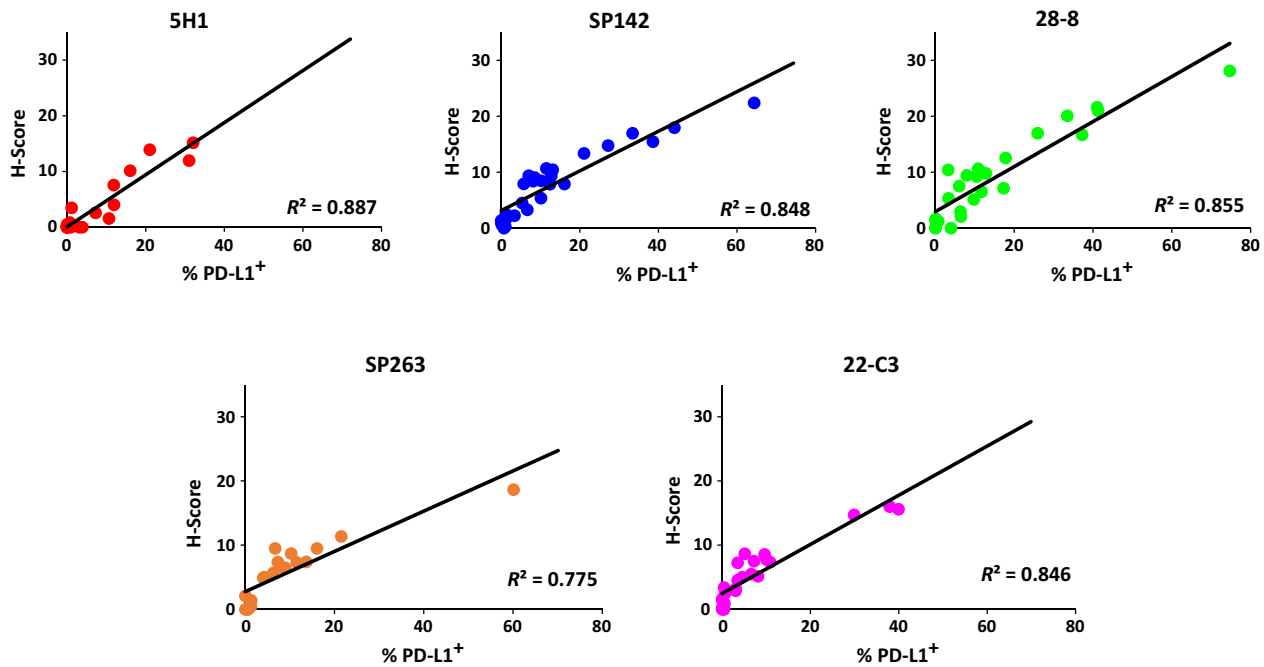 5H1
H-Score
30
20
10
0
0 20 40 60 80
R² = 0.887
% PD-L1⁺
SP142
H-Score
30
20
10
0
0 20 40 60 80
R² = 0.848
% PD-L1⁺
28-8
H-Score
30
20
10
0
0 20 40 60 80
R² = 0.855
% PD-L1⁺
SP263
H-Score
30
20
10
0
0 20 40 60 80
R² = 0.775
% PD-L1⁺
22-C3
H-Score
30
20
10
0
0 20 40 60 80
R² = 0.846
% PD-L1⁺